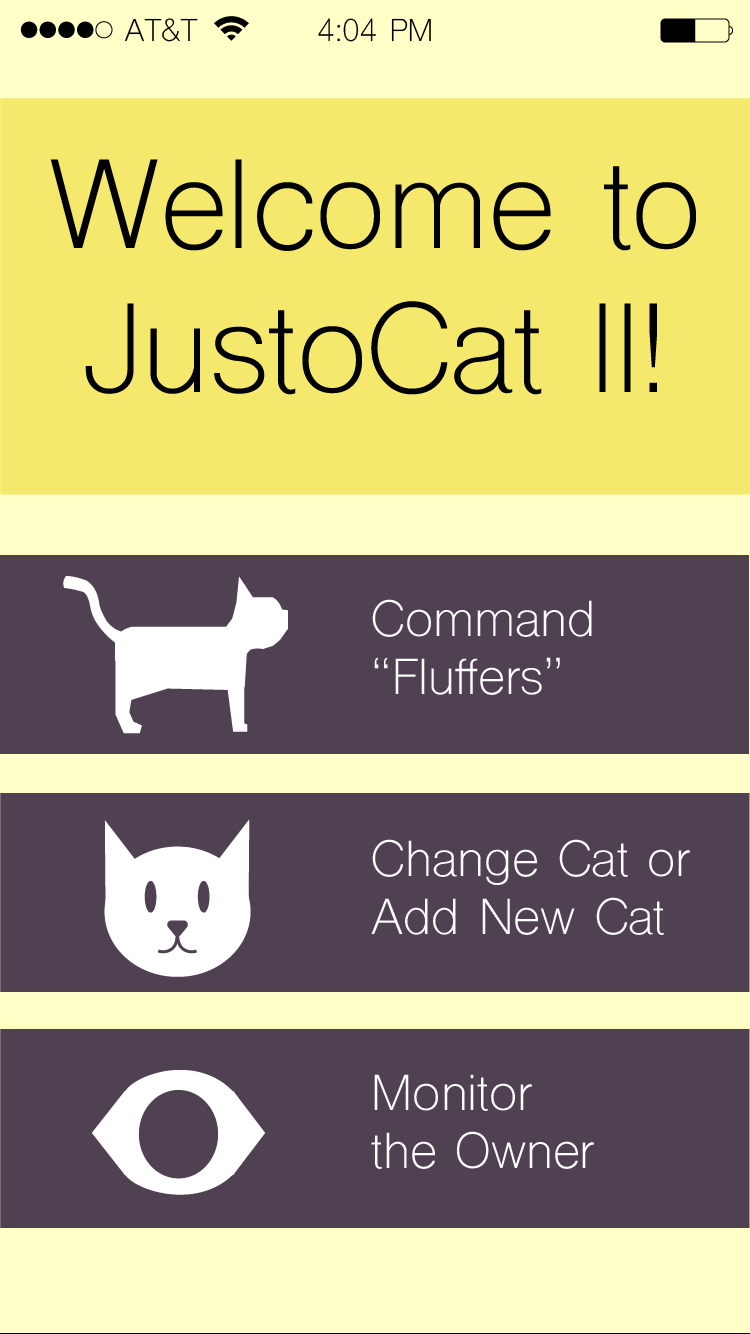 AT&T 4:04 PM
Welcome to
JustoCat II!
Command
“Fluffers”
Change Cat or
Add New Cat
Monitor
the Owner